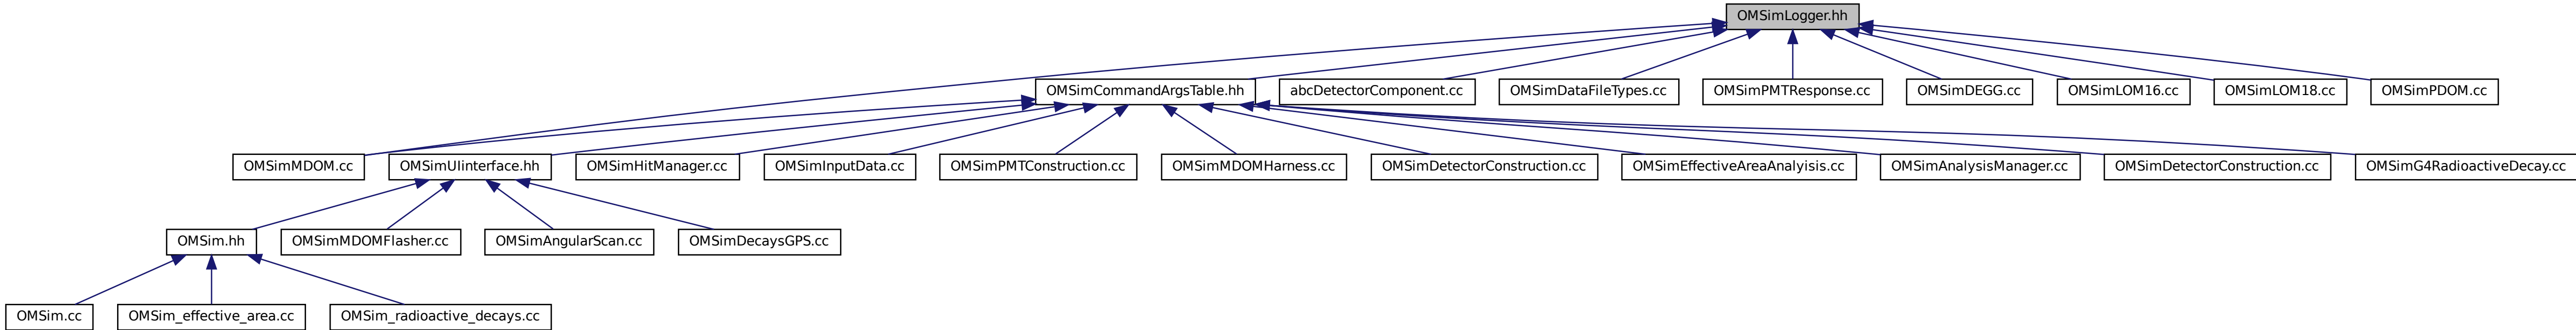 OMSimLogger.hh
OMSimCommandArgsTable.hh
abcDetectorComponent.cc
OMSimDataFileTypes.cc
OMSimPMTResponse.cc
OMSimDEGG.cc
OMSimLOM16.cc
OMSimLOM18.cc
OMSimPDOM.cc
OMSimMDOM.cc
OMSimUIinterface.hh
OMSimHitManager.cc
OMSimInputData.cc
OMSimPMTConstruction.cc
OMSimMDOMHarness.cc
OMSimDetectorConstruction.cc
OMSimEffectiveAreaAnalyisis.cc
OMSimAnalysisManager.cc
OMSimDetectorConstruction.cc
OMSimG4RadioactiveDecay.cc
OMSim.hh
OMSimMDOMFlasher.cc
OMSimAngularScan.cc
OMSimDecaysGPS.cc
OMSim.cc
OMSim_effective_area.cc
OMSim_radioactive_decays.cc